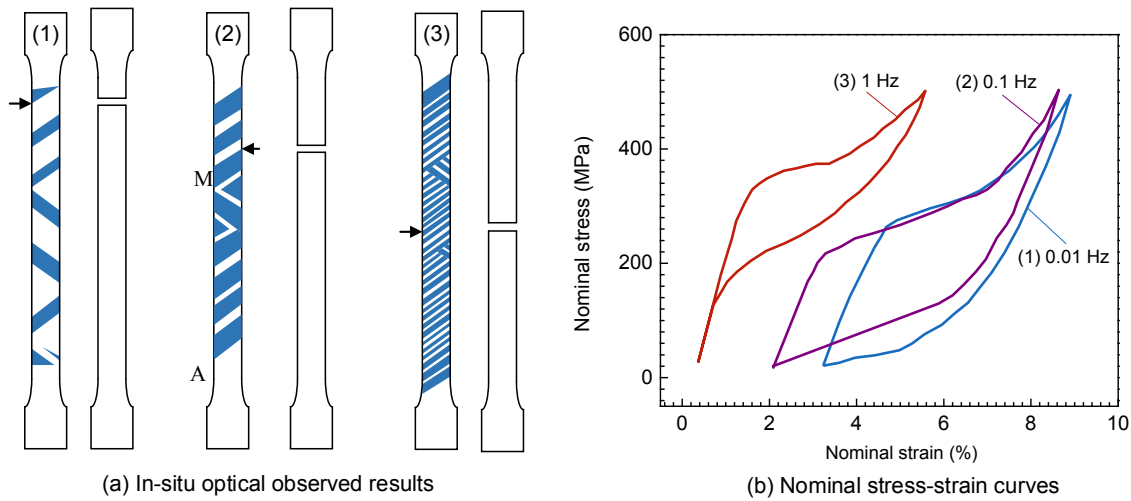 (1)
(2)
(3)
M
A
(a) In-situ optical observed results
600
400
200
0
Nominal stress (MPa)
(3) 1 Hz
(2) 0.1 Hz
(1) 0.01 Hz
0 2 4 6 8 10
Nominal strain (%)
(b) Nominal stress-strain curves